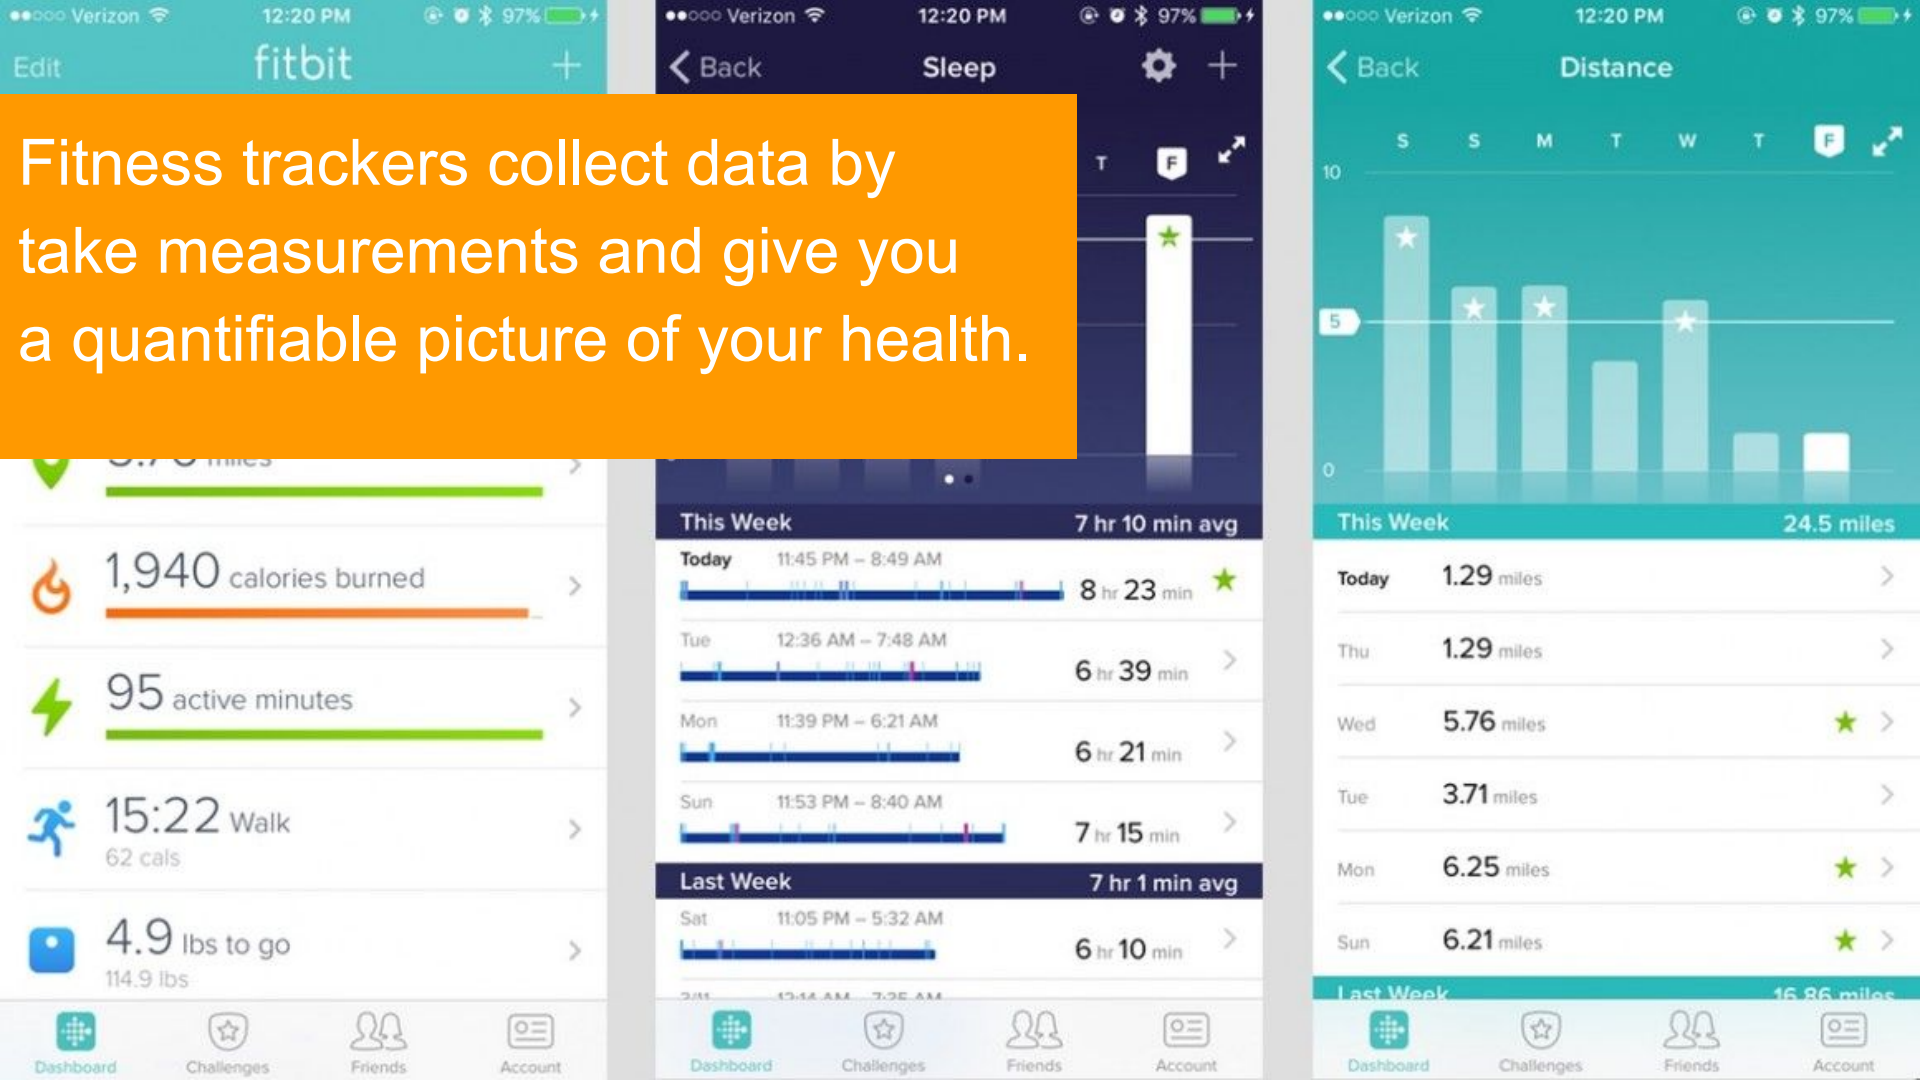 Verizon 12:20 PM 97%
Edit fitbit
Fitness trackers collect data by
take measurements and give you
a quantifiable picture of your health.
miles
1,940 calories burned
95 active minutes
15:22 Walk
62 cals
4.9 lbs to go
114.9 lbs
Dashboard Challenges Friends Account
Verizon 12:20 PM 97%
Back Sleep
T F
This Week 7 hr 10 min avg
Today 11:45 PM – 8:49 AM
8 hr 23 min
Tue 12:36 AM – 7:48 AM
6 hr 39 min
Mon 11:39 PM – 6:21 AM
6 hr 21 min
Sun 11:53 PM – 8:40 AM
7 hr 15 min
Last Week 7 hr 1 min avg
Sat 11:05 PM – 5:32 AM
6 hr 10 min
Dashboard Challenges Friends Account
Verizon 12:20 PM 97%
Back Distance
S S M T W T F
10
5
0
This Week 24.5 miles
Today 1.29 miles
Thu 1.29 miles
Wed 5.76 miles
Tue 3.71 miles
Mon 6.25 miles
Sun 6.21 miles
Last Week 16.86 miles
Dashboard Challenges Friends Account